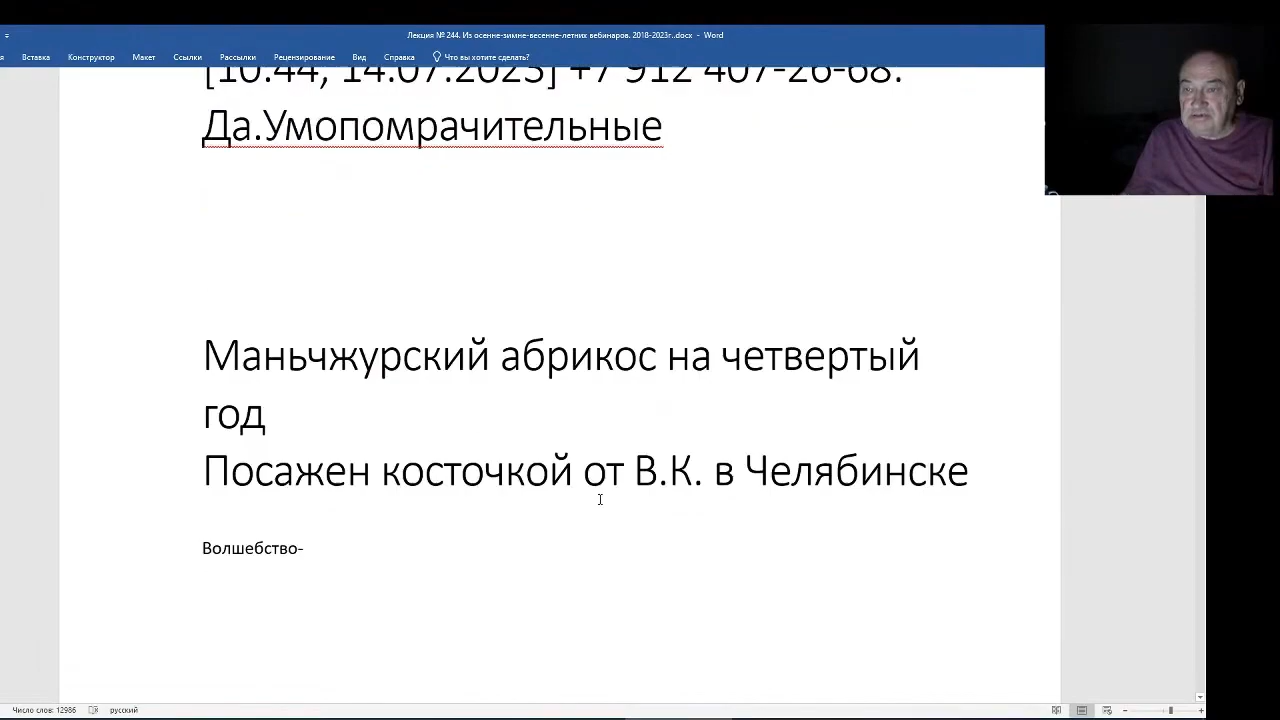 Лекция № 244. Из осенне-зимне-весенне-летних вебинаров. 2018-2023г..docx - Word
Вставка Конструктор Макет Ссылки Рассылки Рецензирование Вид Справка Что вы хотите сделать?
[10:44, 14.07.2023] +7 912 407-26-68:
Да.Умопомрачительные
Маньчжурский абрикос на четвертый
год
Посажен косточкой от В.К. в Челябинске
Волшебство-
Число слов: 12986 русский